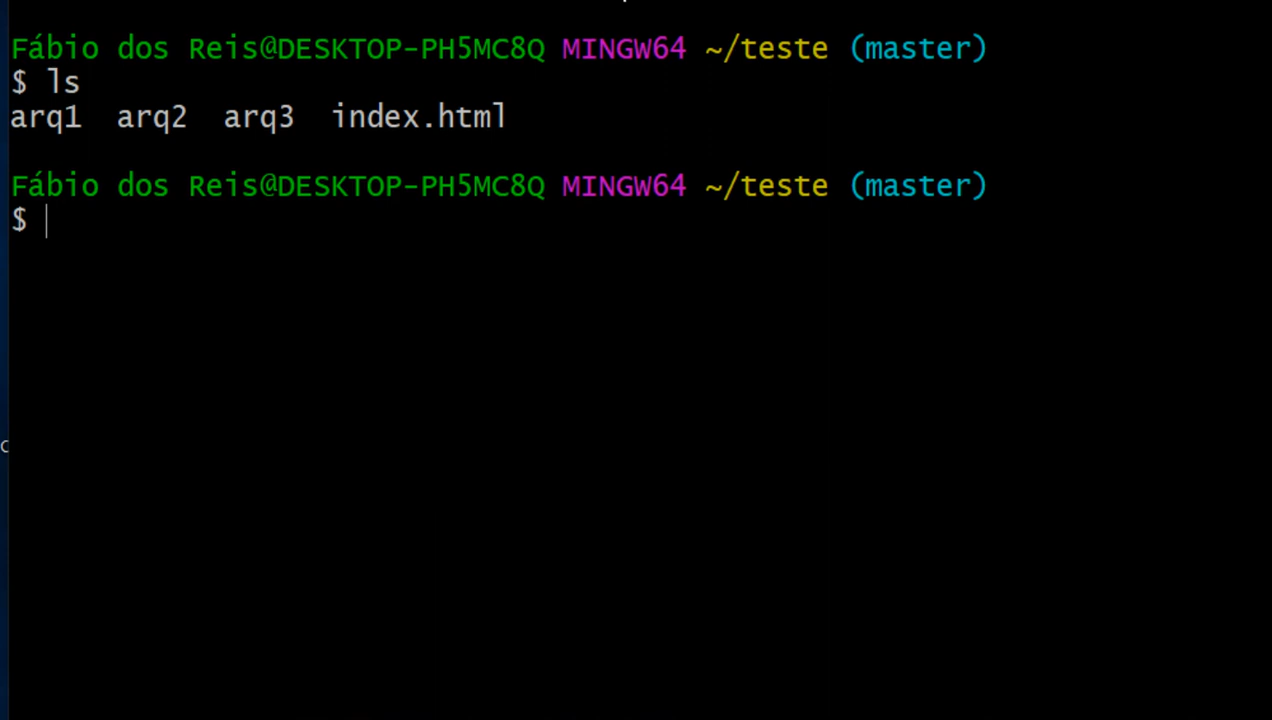 Fábio dos Reis@DESKTOP-PH5MC8Q MINGW64 ~/teste (master)
$ ls
arq1 arq2 arq3 index.html
Fábio dos Reis@DESKTOP-PH5MC8Q MINGW64 ~/teste (master)
$